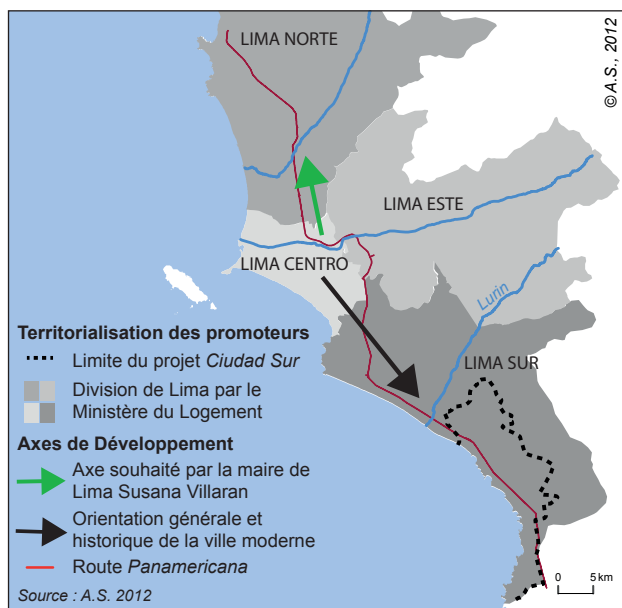 LIMA NORTE
©A.S., 2012
LIMA ESTE
LIMA CENTRO
Lurin
LIMA SUR
Territorialisation des promoteurs
Limite du projet Ciudad Sur
Division de Lima par le
Ministère du Logement
Axes de Développement
Axe souhaité par la maire de
Lima Susana Villaran
Orientation générale et
historique de la ville moderne
Route Panamericana
Source : A.S. 2012
0 5 km